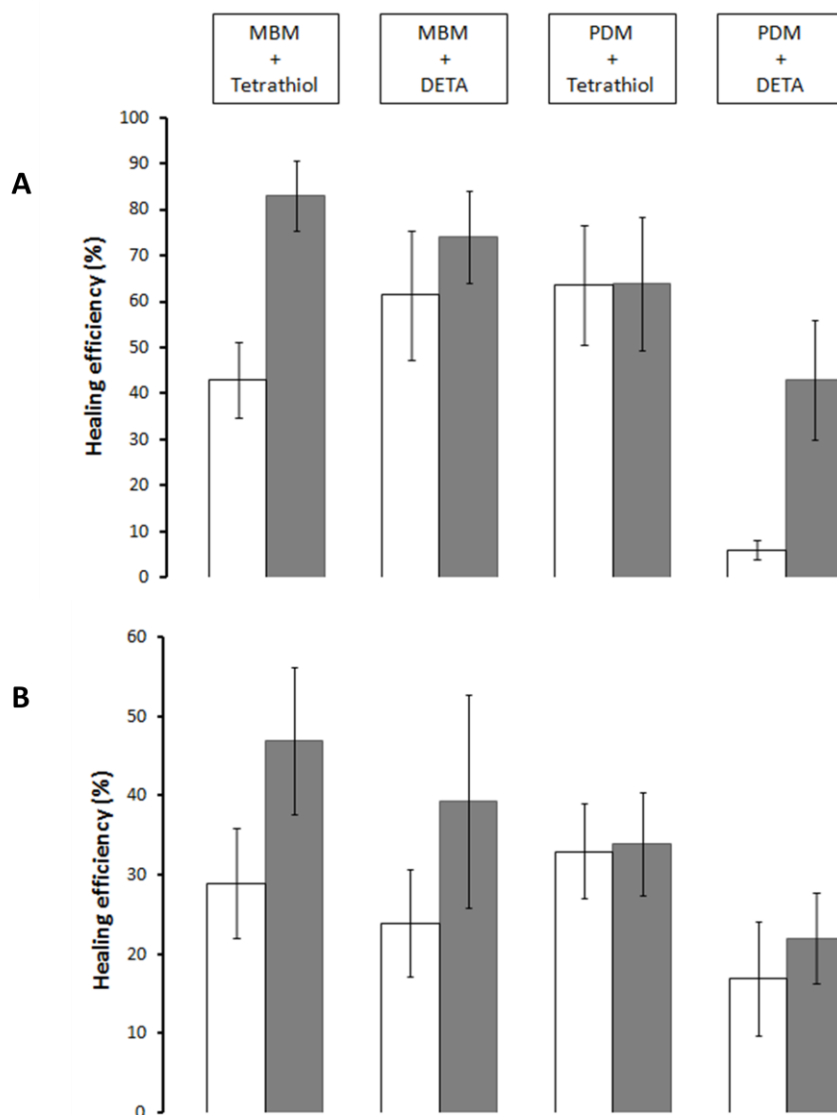 MBM
+
Tetrathiol
MBM
+
DETA
PDM
+
Tetrathiol
PDM
+
DETA
A
Healing efficiency (%)
100
90
80
70
60
50
40
30
20
10
0
B
Healing efficiency (%)
60
50
40
30
20
10
0